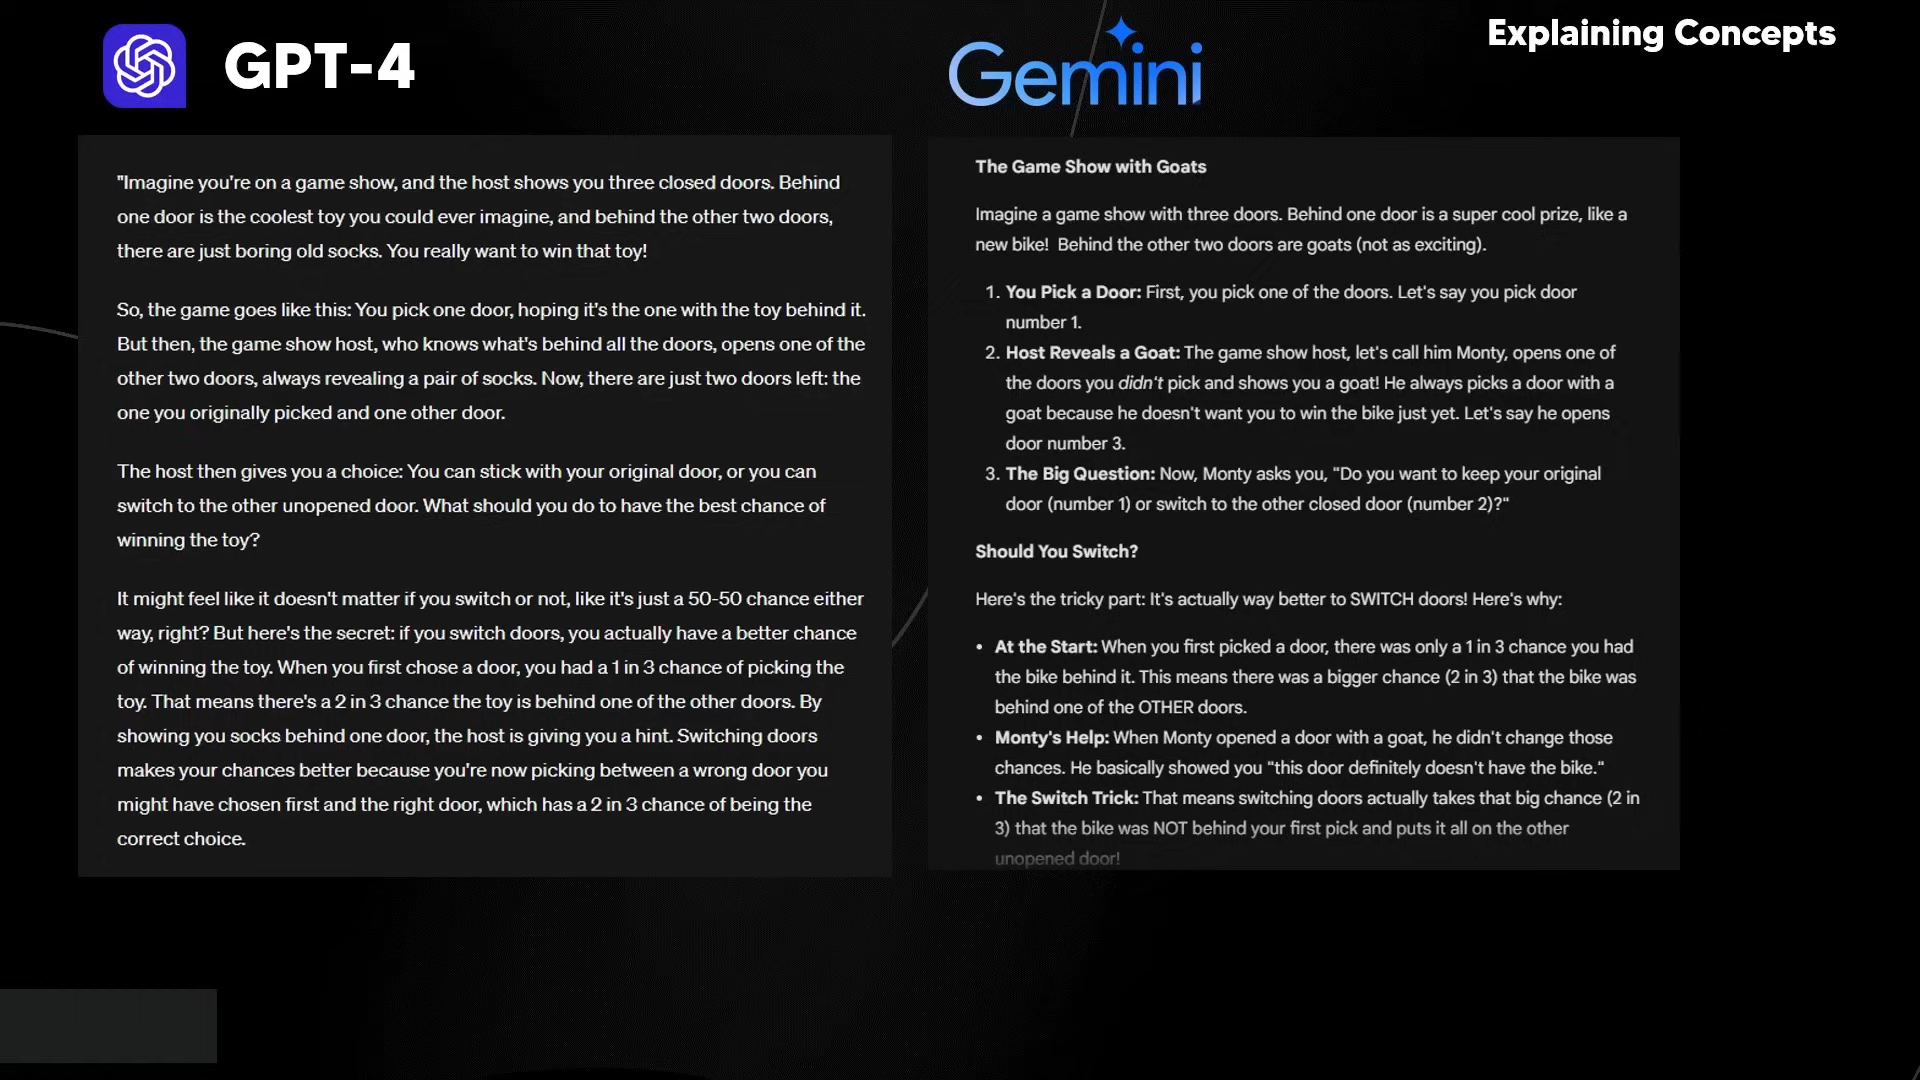 GPT-4
"Imagine you're on a game show, and the host shows you three closed doors. Behind
one door is the coolest toy you could ever imagine, and behind the other two doors,
there are just boring old socks. You really want to win that toy!
So, the game goes like this: You pick one door, hoping it's the one with the toy behind it.
But then, the game show host, who knows what's behind all the doors, opens one of the
other two doors, always revealing a pair of socks. Now, there are just two doors left: the
one you originally picked and one other door.
The host then gives you a choice: You can stick with your original door, or you can
switch to the other unopened door. What should you do to have the best chance of
winning the toy?
It might feel like it doesn't matter if you switch or not, like it's just a 50-50 chance either
way, right? But here's the secret: if you switch doors, you actually have a better chance
of winning the toy. When you first chose a door, you had a 1 in 3 chance of picking the
toy. That means there's a 2 in 3 chance the toy is behind one of the other doors. By
showing you socks behind one door, the host is giving you a hint. Switching doors
makes your chances better because you're now picking between a wrong door you
might have chosen first and the right door, which has a 2 in 3 chance of being the
correct choice.
Gemini
Explaining Concepts
The Game Show with Goats
Imagine a game show with three doors. Behind one door is a super cool prize, like a
new bike! Behind the other two doors are goats (not as exciting).
1. You Pick a Door: First, you pick one of the doors. Let's say you pick door
number 1.
2. Host Reveals a Goat: The game show host, let's call him Monty, opens one of
the doors you didn't pick and shows you a goat! He always picks a door with a
goat because he doesn't want you to win the bike just yet. Let's say he opens
door number 3.
3. The Big Question: Now, Monty asks you, "Do you want to keep your original
door (number 1) or switch to the other closed door (number 2)?"
Should You Switch?
Here's the tricky part: It's actually way better to SWITCH doors! Here's why:
• At the Start: When you first picked a door, there was only a 1 in 3 chance you had
the bike behind it. This means there was a bigger chance (2 in 3) that the bike was
behind one of the OTHER doors.
• Monty's Help: When Monty opened a door with a goat, he didn't change those
chances. He basically showed you "this door definitely doesn't have the bike."
• The Switch Trick: That means switching doors actually takes that big chance (2 in
3) that the bike was NOT behind your first pick and puts it all on the other
unopened door!